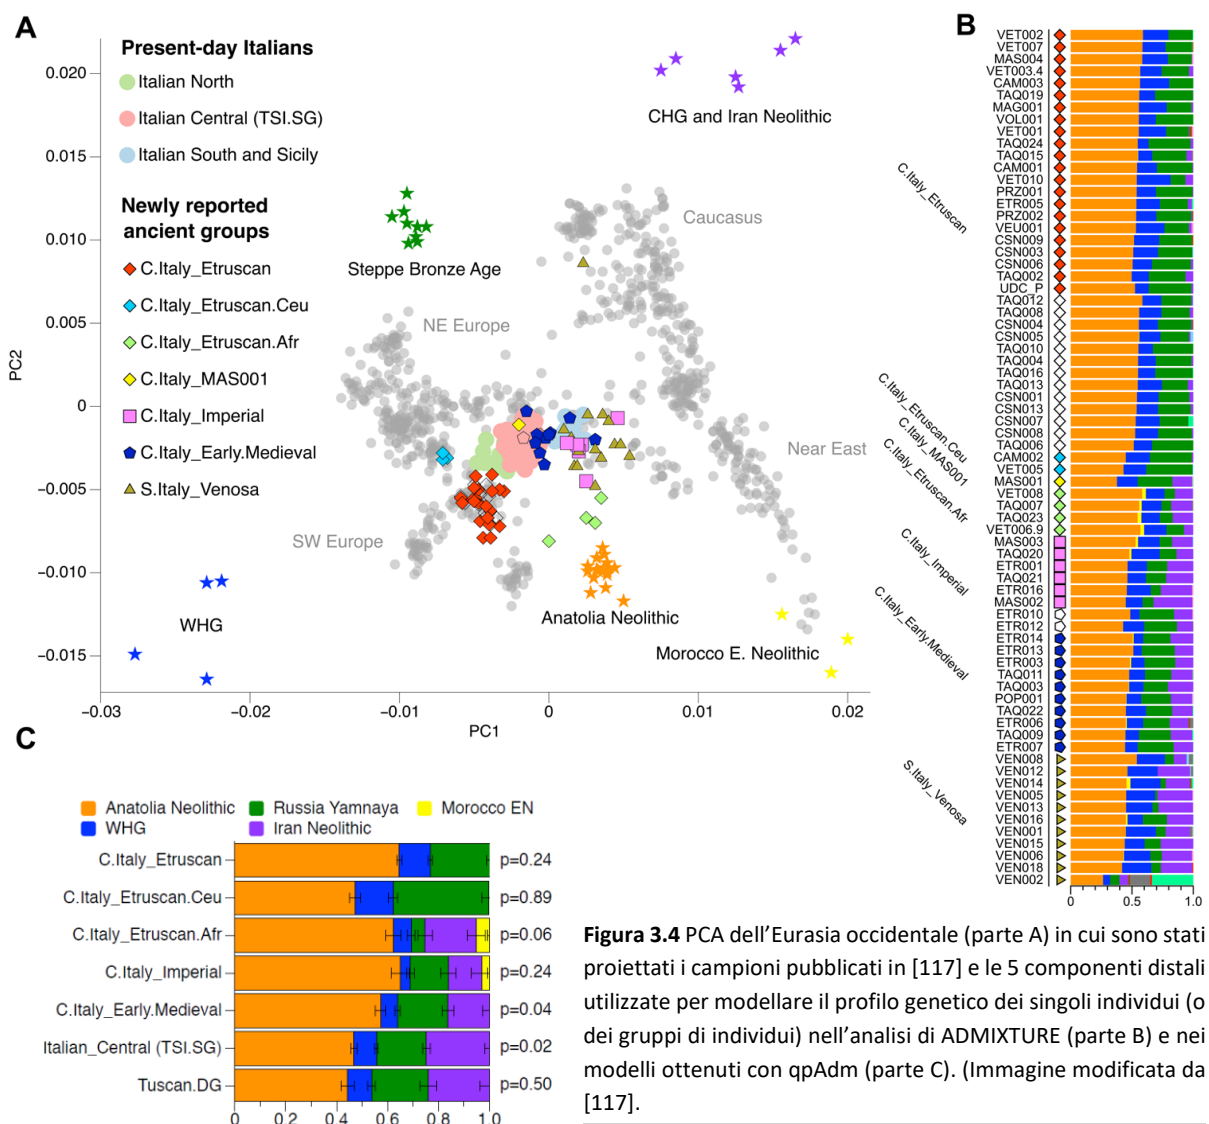 A
Present-day Italians
Italian North
Italian Central (TSI.SG)
Italian South and Sicily
Newly reported
ancient groups
C.Italy_Etruscan
C.Italy_Etruscan.Ceu
C.Italy_Etruscan.Afr
C.Italy_MAS001
C.Italy_Imperial
C.Italy_Early.Medieval
S.Italy_Venosa
PC2
0.020
0.015
0.010
0.005
0
−0.005
−0.010
−0.015
−0.03
−0.02
−0.01
0
0.01
0.02
PC1
CHG and Iran Neolithic
Caucasus
Steppe Bronze Age
NE Europe
Near East
SW Europe
WHG
Anatolia Neolithic
Morocco E. Neolithic
B
C.Italy_Etruscan
C.Italy_Etruscan.Ceu
C.Italy_MAS001
C.Italy_Etruscan.Afr
C.Italy_Imperial
C.Italy_Early.Medieval
S.Italy_Venosa
VET002
VET007
MAS004
VET003.4
CAM003
TAQ019
MAG001
VOL001
VET001
TAQ024
TAQ015
CAM001
VET010
PRZ001
ETR005
PRZ002
VEU001
CSN009
CSN003
CSN006
TAQ002
UDC_P
TAQ012
TAQ008
CSN004
CSN005
TAQ010
TAQ004
TAQ016
TAQ013
CSN001
CSN013
CSN007
CSN008
TAQ006
CAM002
VET005
MAS001
VET008
TAQ007
TAQ023
VET006.9
MAS003
TAQ020
ETR001
TAQ021
ETR016
MAS002
ETR010
ETR012
ETR014
ETR013
ETR003
TAQ011
TAQ003
POP001
TAQ022
ETR006
TAQ009
ETR007
VEN008
VEN012
VEN014
VEN005
VEN013
VEN016
VEN001
VEN015
VEN006
VEN018
VEN002
0 0.5 1.0
C
Anatolia Neolithic Russia Yamnaya Morocco EN
WHG Iran Neolithic
C.Italy_Etruscan p=0.24
C.Italy_Etruscan.Ceu p=0.89
C.Italy_Etruscan.Afr p=0.06
C.Italy_Imperial p=0.24
C.Italy_Early.Medieval p=0.04
Italian_Central (TSI.SG) p=0.02
Tuscan.DG p=0.50
0 0.2 0.4 0.6 0.8 1.0
Figura 3.4 PCA dell’Eurasia occidentale (parte A) in cui sono stati
proiettati i campioni pubblicati in [117] e le 5 componenti distali
utilizzate per modellare il profilo genetico dei singoli individui (o
dei gruppi di individui) nell’analisi di ADMIXTURE (parte B) e nei
modelli ottenuti con qpAdm (parte C). (Immagine modificata da
[117].